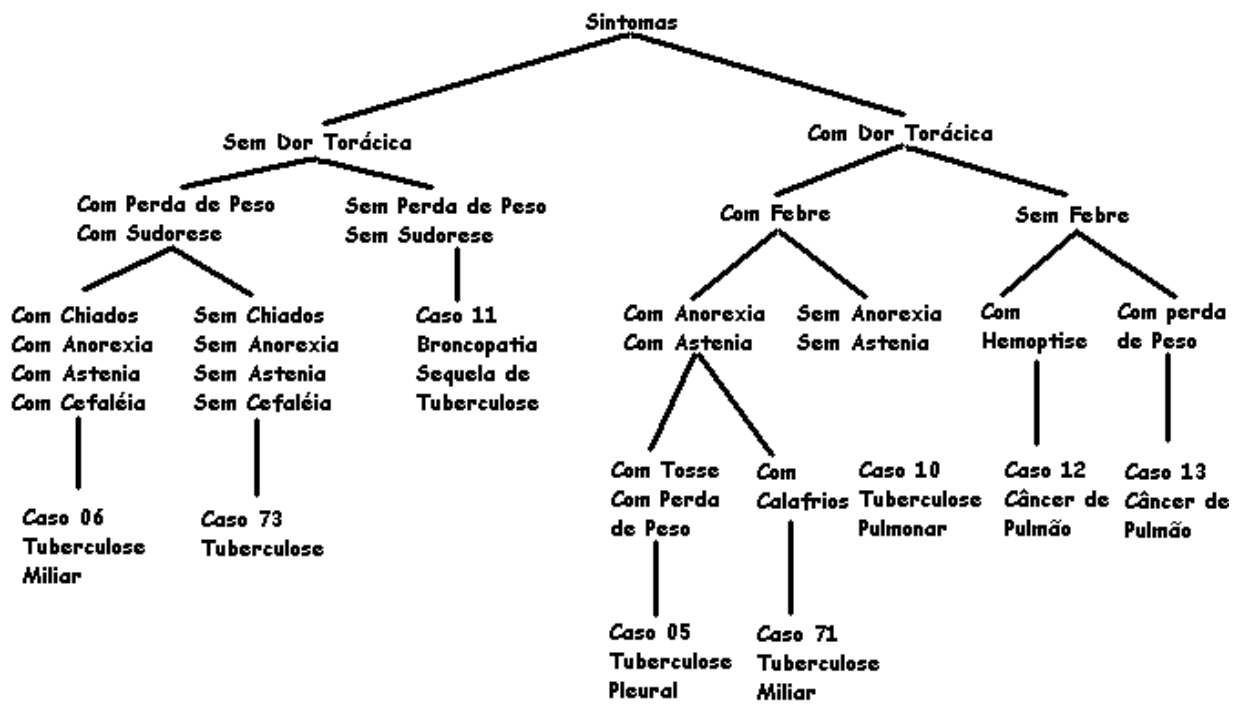 Sintomas
Sem Dor Torácica
Com Dor Torácica
Com Perda de Peso
Com Sudorese
Sem Perda de Peso
Sem Sudorese
Com Febre
Sem Febre
Com Chiados
Com Anorexia
Com Astenia
Com Cefaléia
Sem Chiados
Sem Anorexia
Sem Astenia
Sem Cefaléia
Caso 11
Broncopatia
Sequela de
Tuberculose
Com Anorexia
Com Astenia
Sem Anorexia
Sem Astenia
Com
Hemoptise
Com perda
de Peso
Caso 06
Tuberculose
Miliar
Caso 73
Tuberculose
Com Tosse
Com Perda
de Peso
Com
Calafrios
Caso 10
Tuberculose
Pulmonar
Caso 12
Câncer de
Pulmão
Caso 13
Câncer de
Pulmão
Caso 05
Tuberculose
Pleural
Caso 71
Tuberculose
Miliar